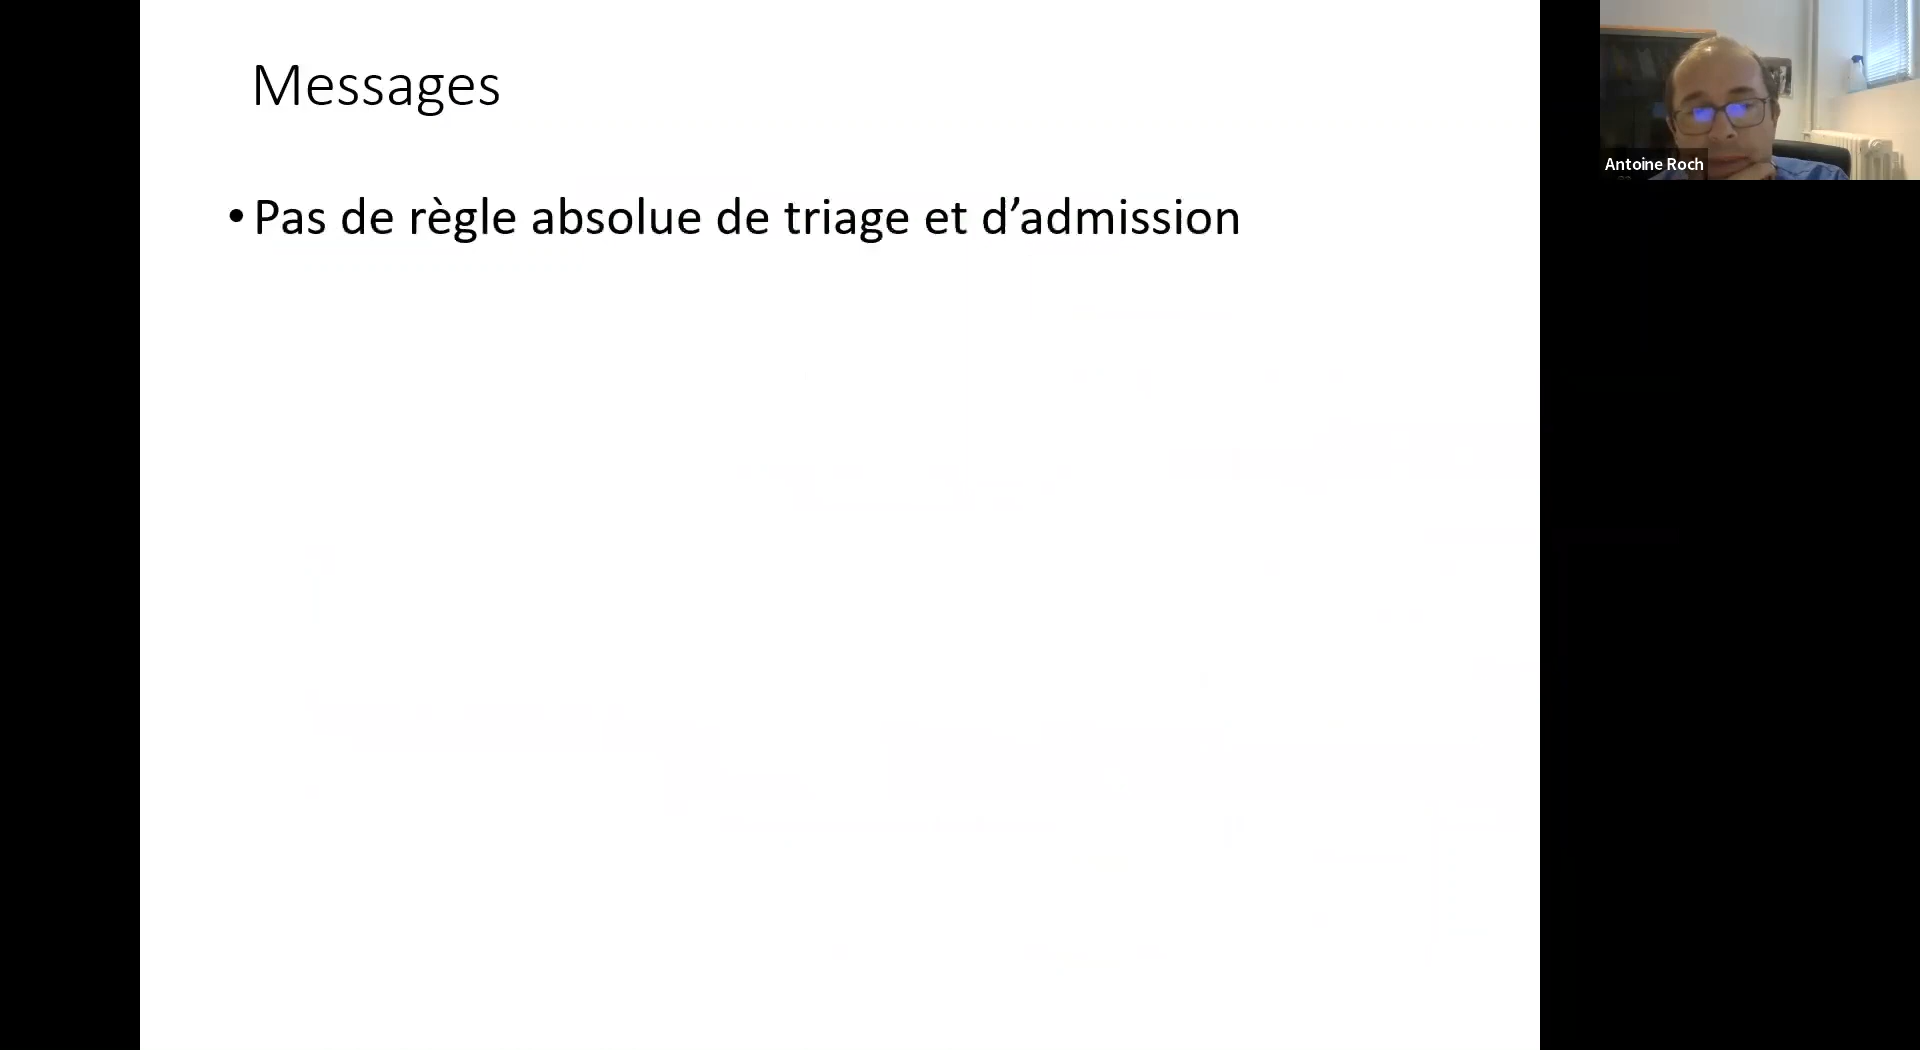 Messages
• Pas de règle absolue de triage et d’admission
Antoine Roch